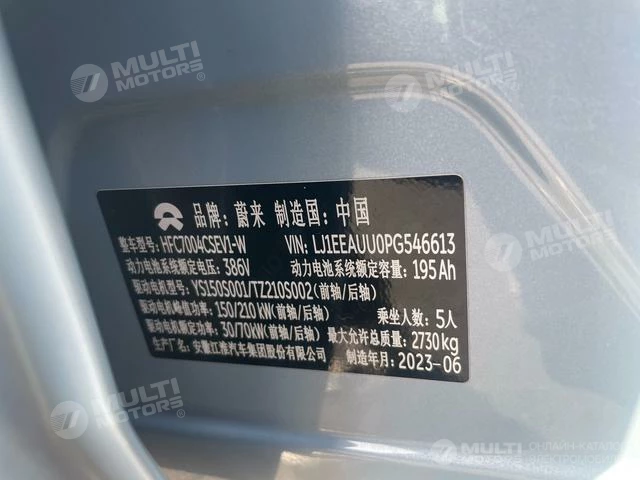 MULTI
MOTORS®
MULTI
MOTORS®
品牌: 蔚来 制造国: 中国
整车型号: HFC7004CSEV1-W VIN: LJ1EEAUU0PG546613
动力电池系统额定电压: 386V 动力电池系统额定容量: 195Ah
驱动电机型号: YS150S001/TZ210S002(前轴/后轴)
驱动电机峰值功率: 150/210kW(前轴/后轴) 乘坐人数: 5人
驱动电机额定功率: 30/70kW(前轴/后轴) 最大允许总质量: 2730kg
生产厂名: 安徽江淮汽车集团股份有限公司 制造年月: 2023-06
MULTI
MOTORS®
MULTI
ОНЛАЙН-КАТАЛОГ
ЭЛЕКТРОМОБИЛЕЙ